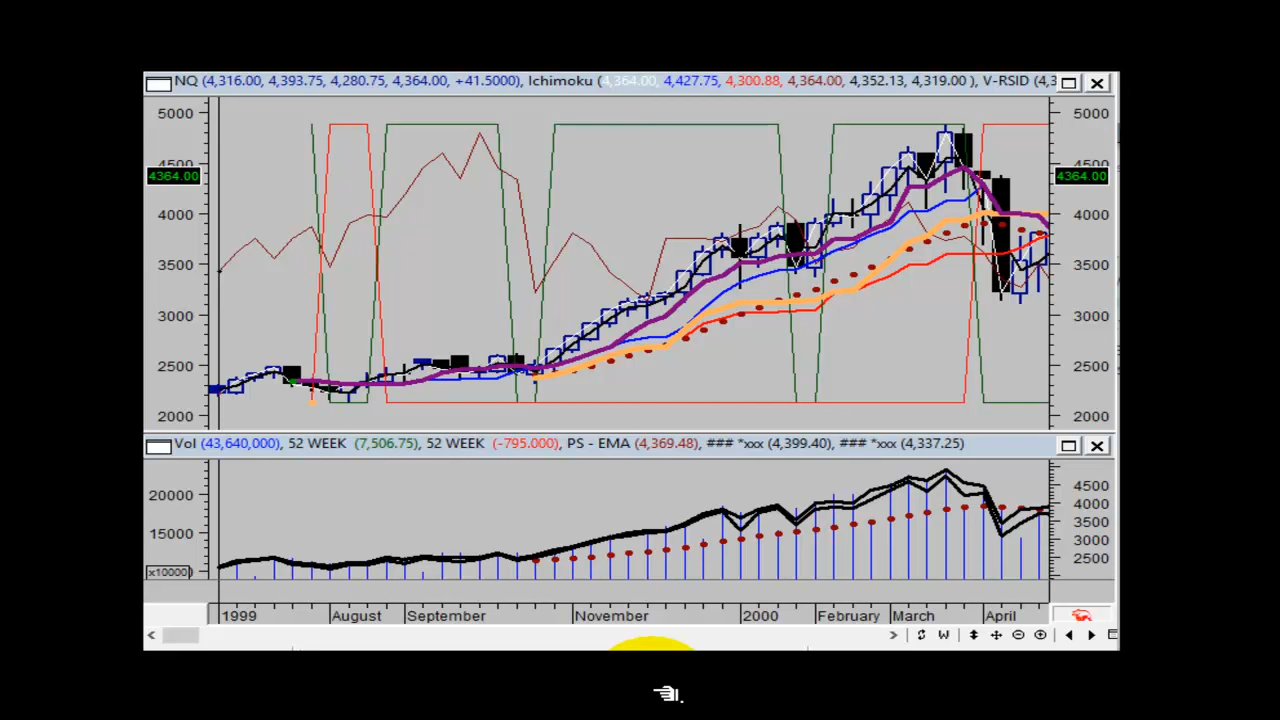 NQ (4,316.00, 4,393.75, 4,280.75, 4,364.00, +41.5000), Ichimoku (4,364.00, 4,427.75, 4,300.88, 4,364.00, 4,352.13, 4,319.00 ), V-RSID (4,3
5000 5000
4500 4500
4364.00 4364.00
4000 4000
3500 3500
3000 3000
2500 2500
2000 2000
Vol (43,640,000), 52 WEEK (7,506.75), 52 WEEK (-795.000), PS - EMA (4,369.48), ### *xxx (4,399.40), ### *xxx (4,337.25)
20000 4500
4000
15000 3500
3000
x10000) 2500
1999 August September November 2000 February March April
W